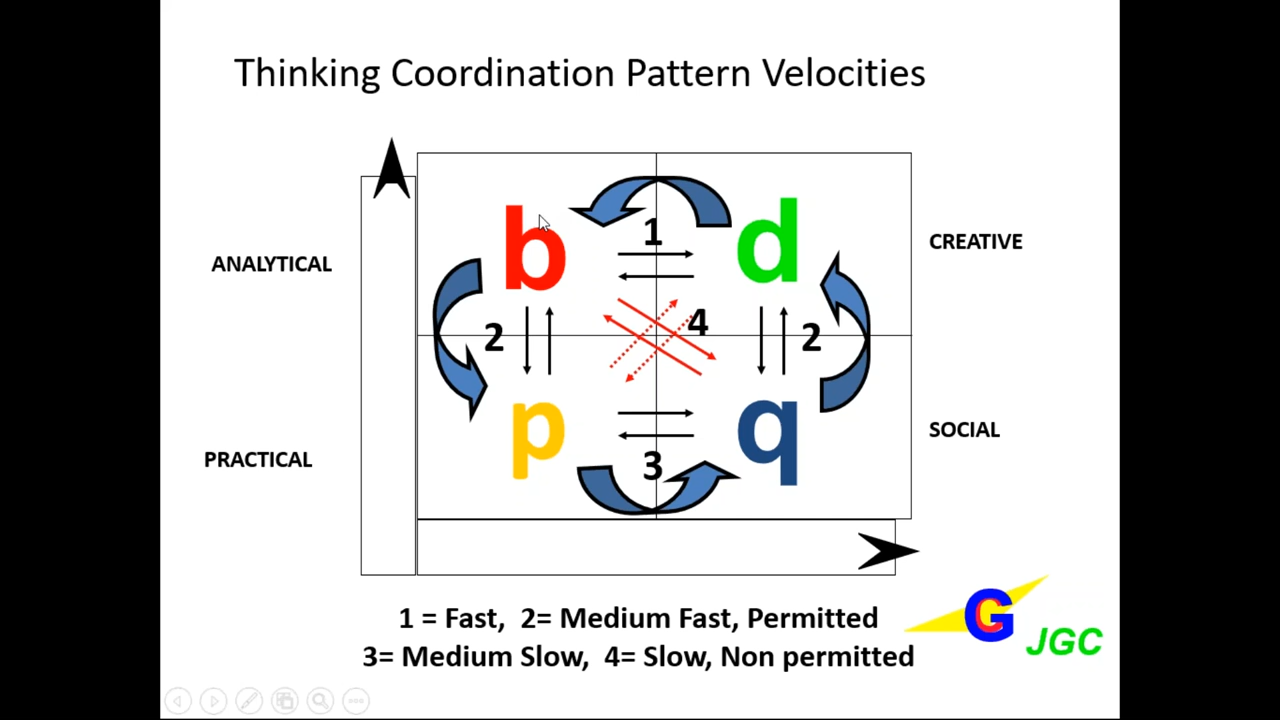 Thinking Coordination Pattern Velocities
b
1
d
CREATIVE
ANALYTICAL
2
4
2
p
q
SOCIAL
PRACTICAL
3
1 = Fast,  2= Medium Fast, Permitted
3= Medium Slow,  4= Slow, Non permitted
G
JGC